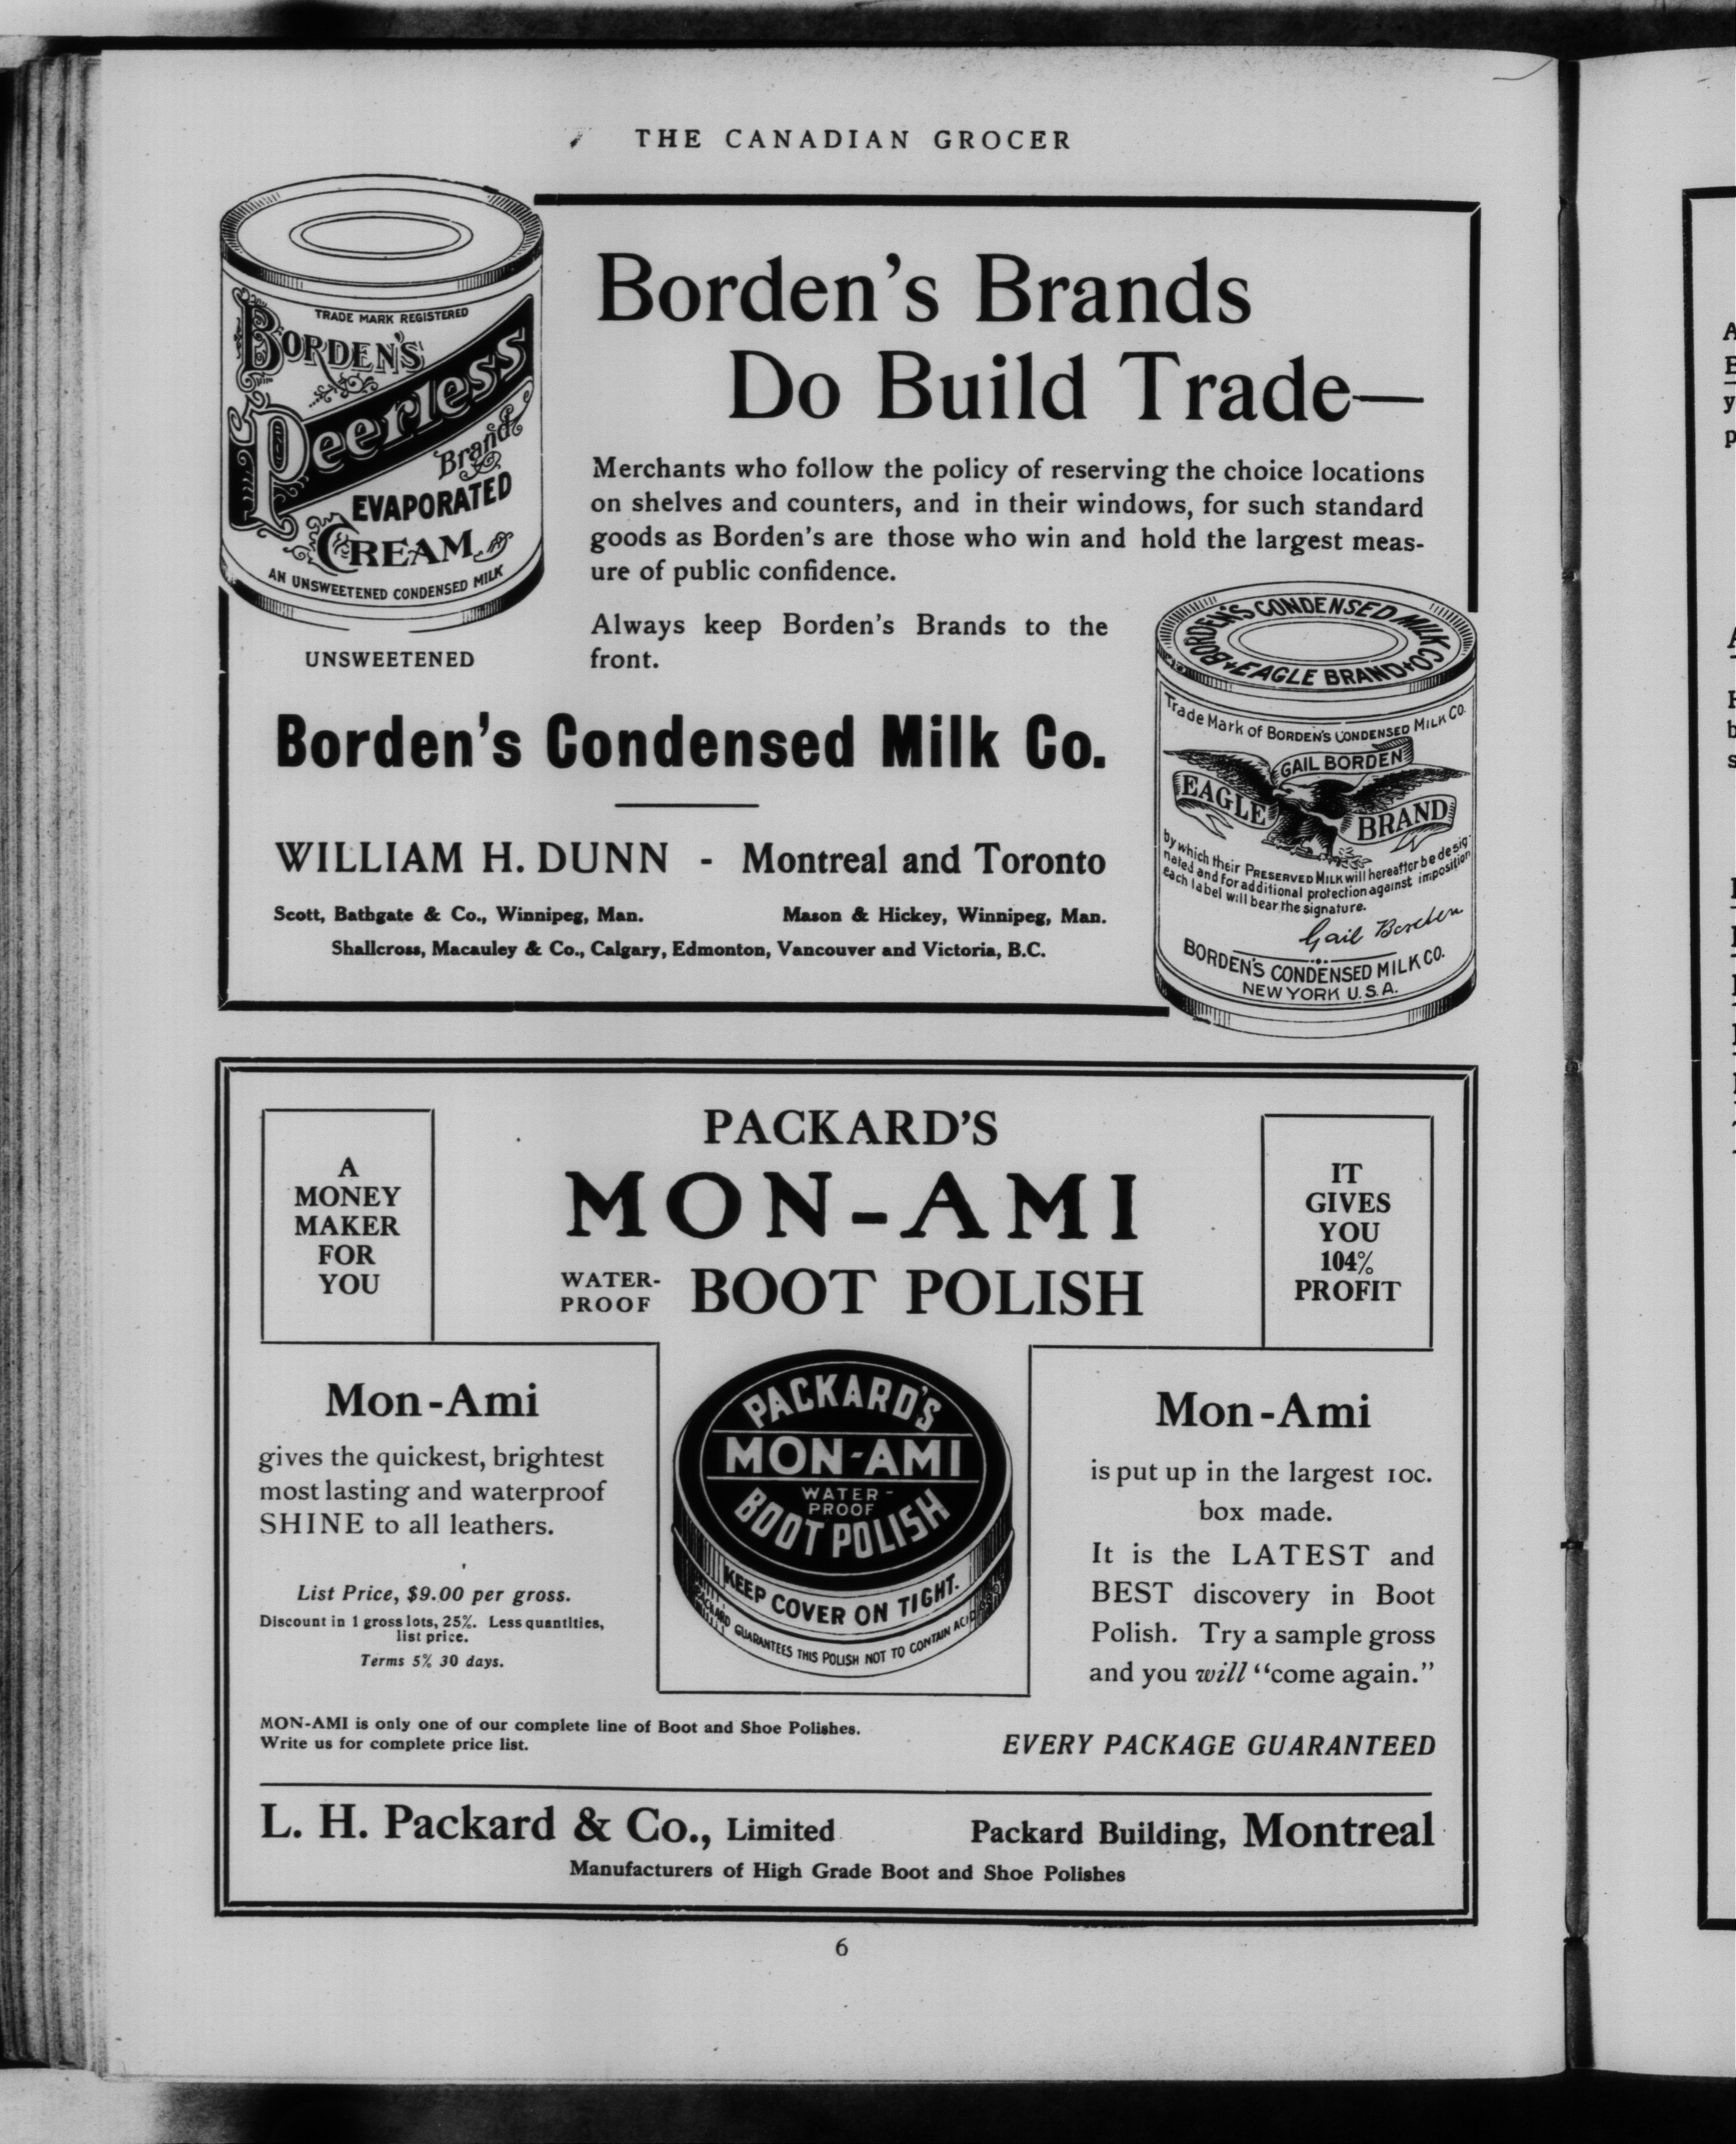 THE CANADIAN GROCER
TRADE MARK REGISTERED
BORDEN'S
Peerless
Brand
EVAPORATED
CREAM
AN UNSWEETENED CONDENSED MILK
UNSWEETENED
Borden's Brands
Do Build Trade—
Merchants who follow the policy of reserving the choice locations
on shelves and counters, and in their windows, for such standard
goods as Borden's are those who win and hold the largest meas-
ure of public confidence.
Always keep Borden's Brands to the
front.
Borden's Condensed Milk Co.
WILLIAM H. DUNN - Montreal and Toronto
Scott, Bathgate & Co., Winnipeg, Man. Mason & Hickey, Winnipeg, Man.
Shallcross, Macauley & Co., Calgary, Edmonton, Vancouver and Victoria, B.C.
BORDEN'S CONDENSED MILK CO
EAGLE BRAND
Trade Mark of BORDEN'S CONDENSED MILK CO.
GAIL BORDEN
EAGLE
BRAND
by which their PRESERVED MILK will hereafter be desig-
nated and for additional protection against imposition
each label will bear the signature.
Gail Borden
BORDEN'S CONDENSED MILK CO.
NEW YORK U.S.A.
A
MONEY
MAKER
FOR
YOU
PACKARD'S
MON-AMI
WATER-
PROOF
BOOT POLISH
IT
GIVES
YOU
104%
PROFIT
Mon-Ami
gives the quickest, brightest
most lasting and waterproof
SHINE to all leathers.
List Price, $9.00 per gross.
Discount in 1 gross lots, 25%. Less quantities,
list price.
Terms 5% 30 days.
PACKARD'S
MON-AMI
WATER-
PROOF
BOOT POLISH
KEEP COVER ON TIGHT.
PACKARD GUARANTEES THIS POLISH NOT TO CONTAIN ACID
Mon-Ami
is put up in the largest 10c.
box made.
It is the LATEST and
BEST discovery in Boot
Polish. Try a sample gross
and you will "come again."
MON-AMI is only one of our complete line of Boot and Shoe Polishes.
Write us for complete price list.
EVERY PACKAGE GUARANTEED
L. H. Packard & Co., Limited Packard Building, Montreal
Manufacturers of High Grade Boot and Shoe Polishes
6